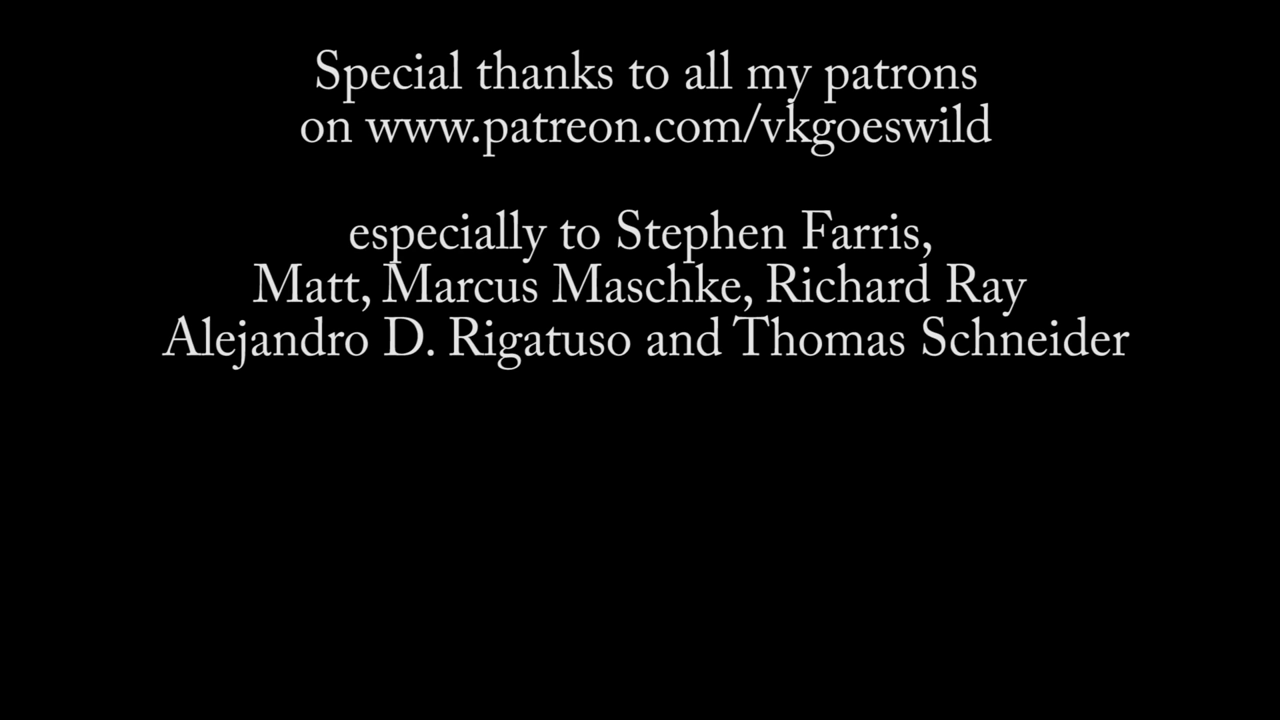 Special thanks to all my patrons
on www.patreon.com/vkgoeswild
especially to Stephen Farris,
Matt, Marcus Maschke, Richard Ray
Alejandro D. Rigatuso and Thomas Schneider